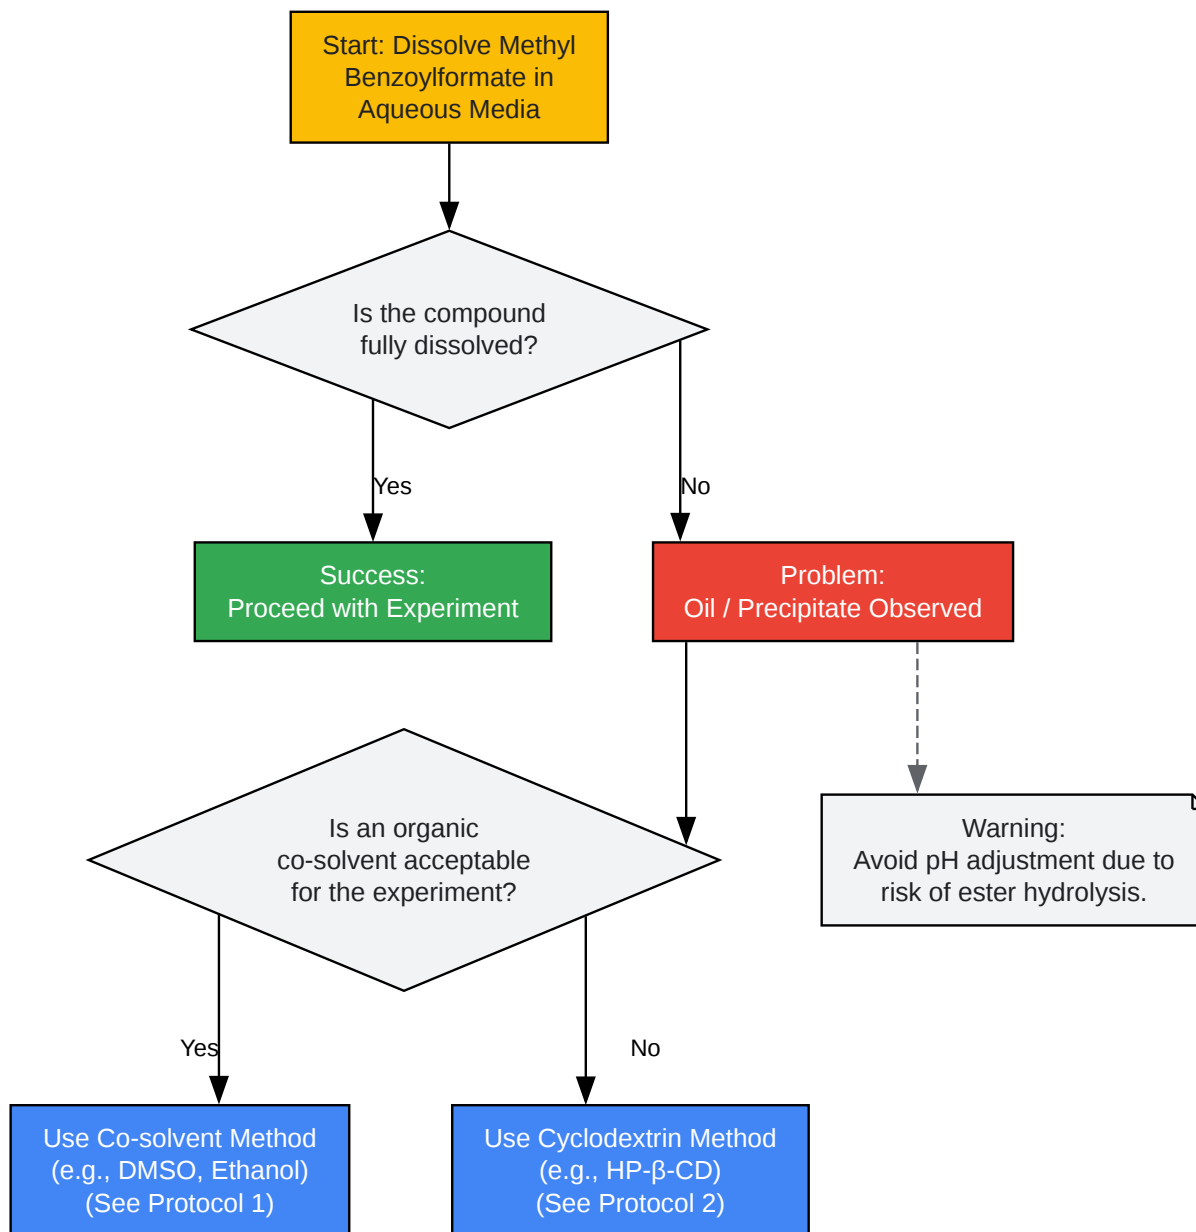 Start: Dissolve Methyl
Benzoylformate in
Aqueous Media
Is the compound
fully dissolved?
Yes
No
Success:
Proceed with Experiment
Problem:
Oil / Precipitate Observed
Is an organic
co-solvent acceptable
for the experiment?
Warning:
Avoid pH adjustment due to
risk of ester hydrolysis.
Yes
No
Use Co-solvent Method
(e.g., DMSO, Ethanol)
(See Protocol 1)
Use Cyclodextrin Method
(e.g., HP-β-CD)
(See Protocol 2)